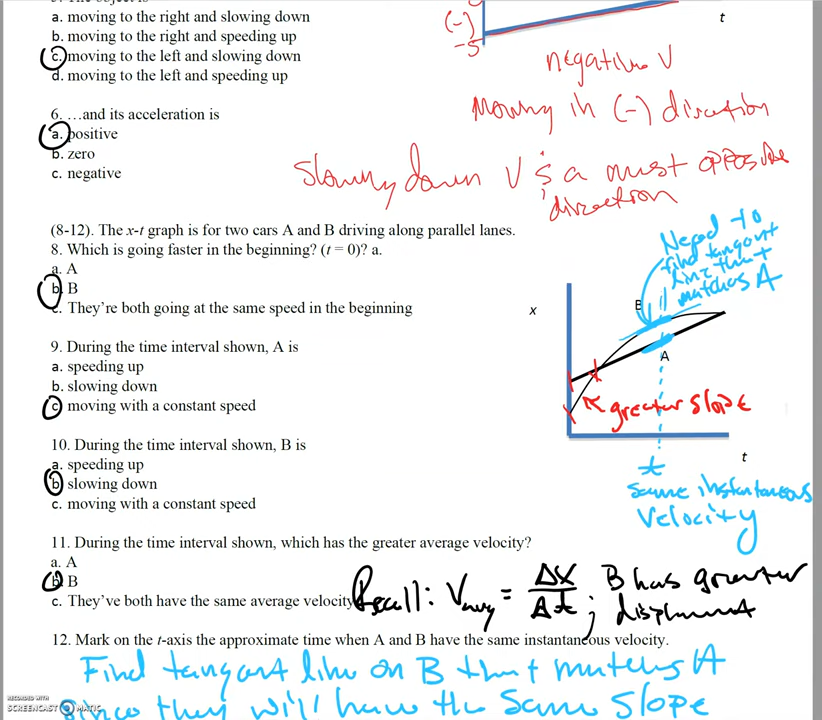 a. moving to the right and slowing down
b. moving to the right and speeding up
c. moving to the left and slowing down
d. moving to the left and speeding up
(-)
-5
t
negative V
Moving in (-) direction
6. …and its acceleration is
a. positive
b. zero
c. negative
Slowing down V & a must opposite
direction
(8-12). The x-t graph is for two cars A and B driving along parallel lanes.
8. Which is going faster in the beginning? (t = 0)? a.
a. A
b. B
c. They're both going at the same speed in the beginning
Need to
find tangent
line that
matches A
x
B
A
greater slope
t
t
same instantaneous
velocity
9. During the time interval shown, A is
a. speeding up
b. slowing down
c. moving with a constant speed
10. During the time interval shown, B is
a. speeding up
b. slowing down
c. moving with a constant speed
11. During the time interval shown, which has the greater average velocity?
a. A
b. B
c. They've both have the same average velocity
Recall: Vavg = ΔX/Δt ; B has greater
displacement
12. Mark on the t-axis the approximate time when A and B have the same instantaneous velocity.
Find tangent line on B that matches A
since they will have the same slope
RECORDED WITH
SCREENCAST MATIC